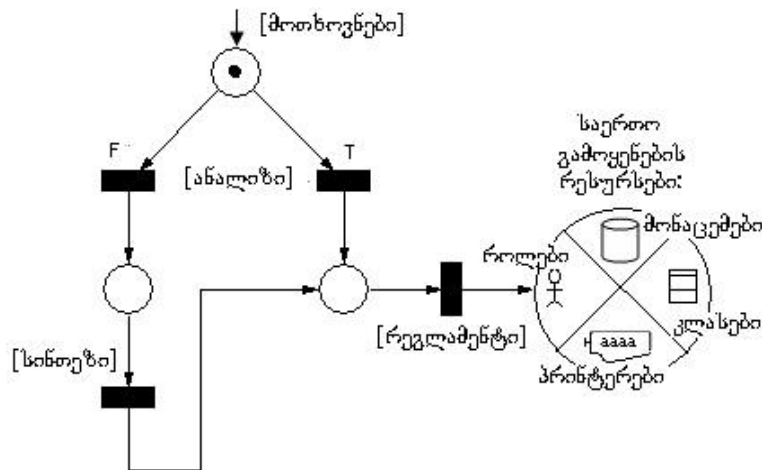 [მოთხოვნები]
F
T
[ანალიზი]
საერთო
გამოყენების
რესურსები:
მონაცემები
როლები
კლასები
[რეგლამენტი]
aaaa
პრინტერები
[სინთეზი]